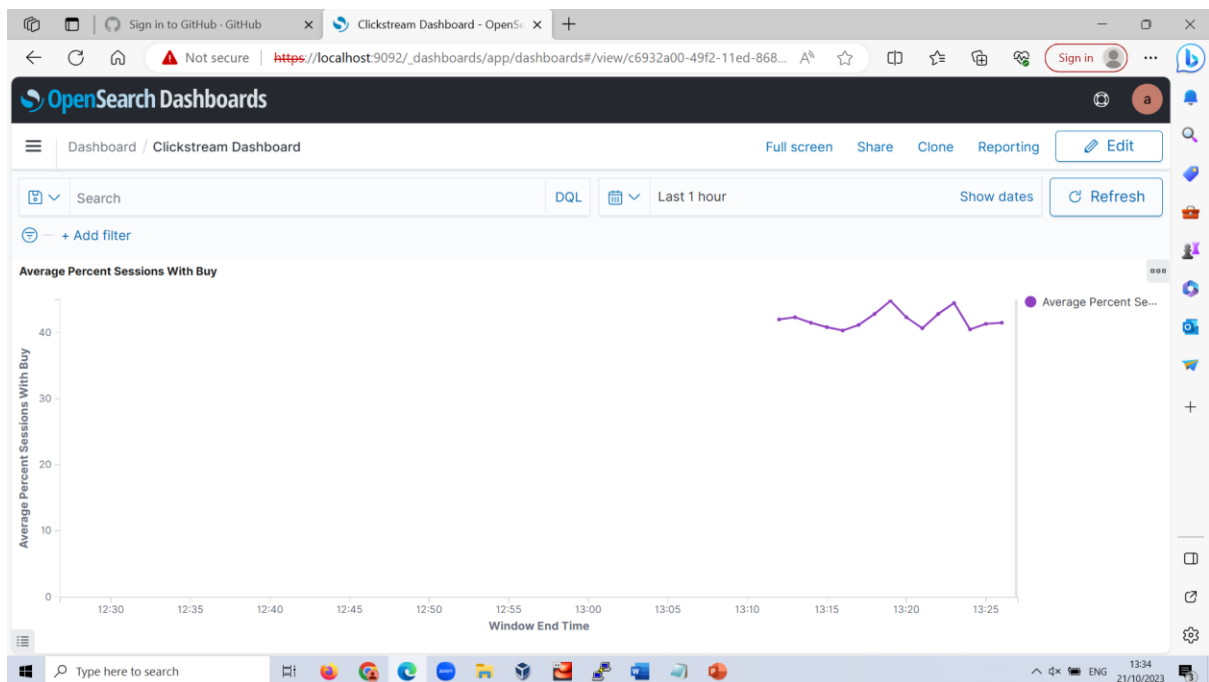 Sign in to GitHub · GitHub
Clickstream Dashboard - OpenSe
Not secure
https://localhost:9092/_dashboards/app/dashboards#/view/c6932a00-49f2-11ed-868...
Sign in
OpenSearch Dashboards
a
Dashboard / Clickstream Dashboard
Full screen
Share
Clone
Reporting
Edit
Search
DQL
Last 1 hour
Show dates
Refresh
+ Add filter
Average Percent Sessions With Buy
Average Percent Se...
Average Percent Sessions With Buy
40
30
20
10
0
12:30 12:35 12:40 12:45 12:50 12:55 13:00 13:05 13:10 13:15 13:20 13:25
Window End Time
Type here to search
zoom
ENG
13:34
21/10/2023